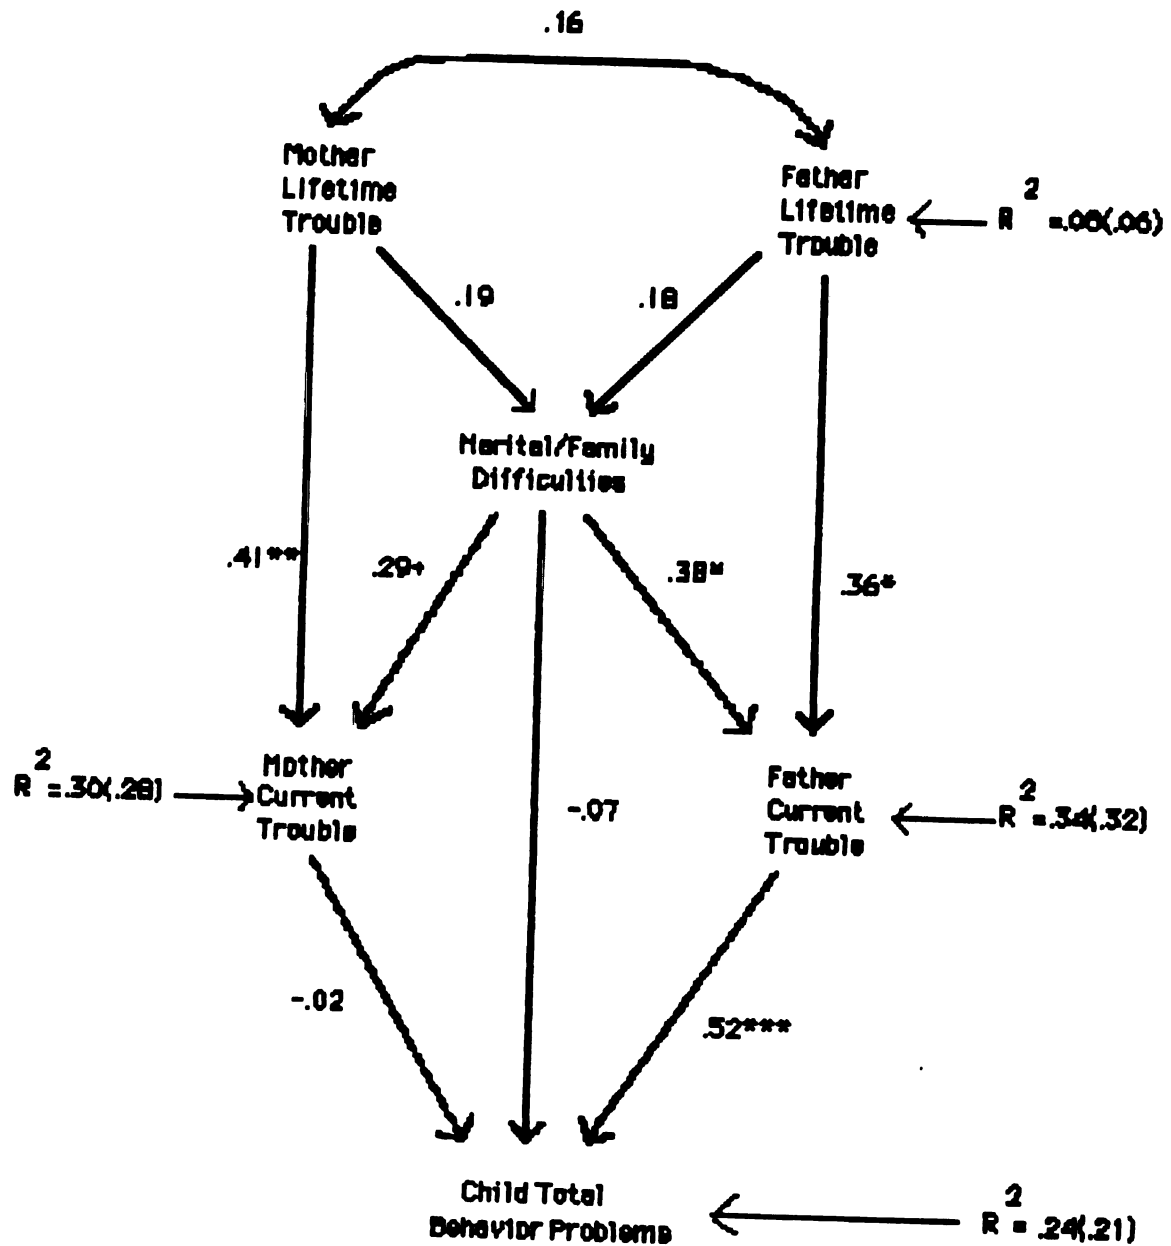 .16
Mother
Lifetime
Trouble
Father
Lifetime
Trouble
R 2 =.08(.06)
.19
.18
Marital/Family
Difficulties
.41**
.29+
.38*
.36*
R 2 =.30(.28)
Mother
Current
Trouble
-.07
Father
Current
Trouble
R 2 =.34(.32)
-.02
.52***
Child Total
Behavior Problems
R 2 = .24(.21)